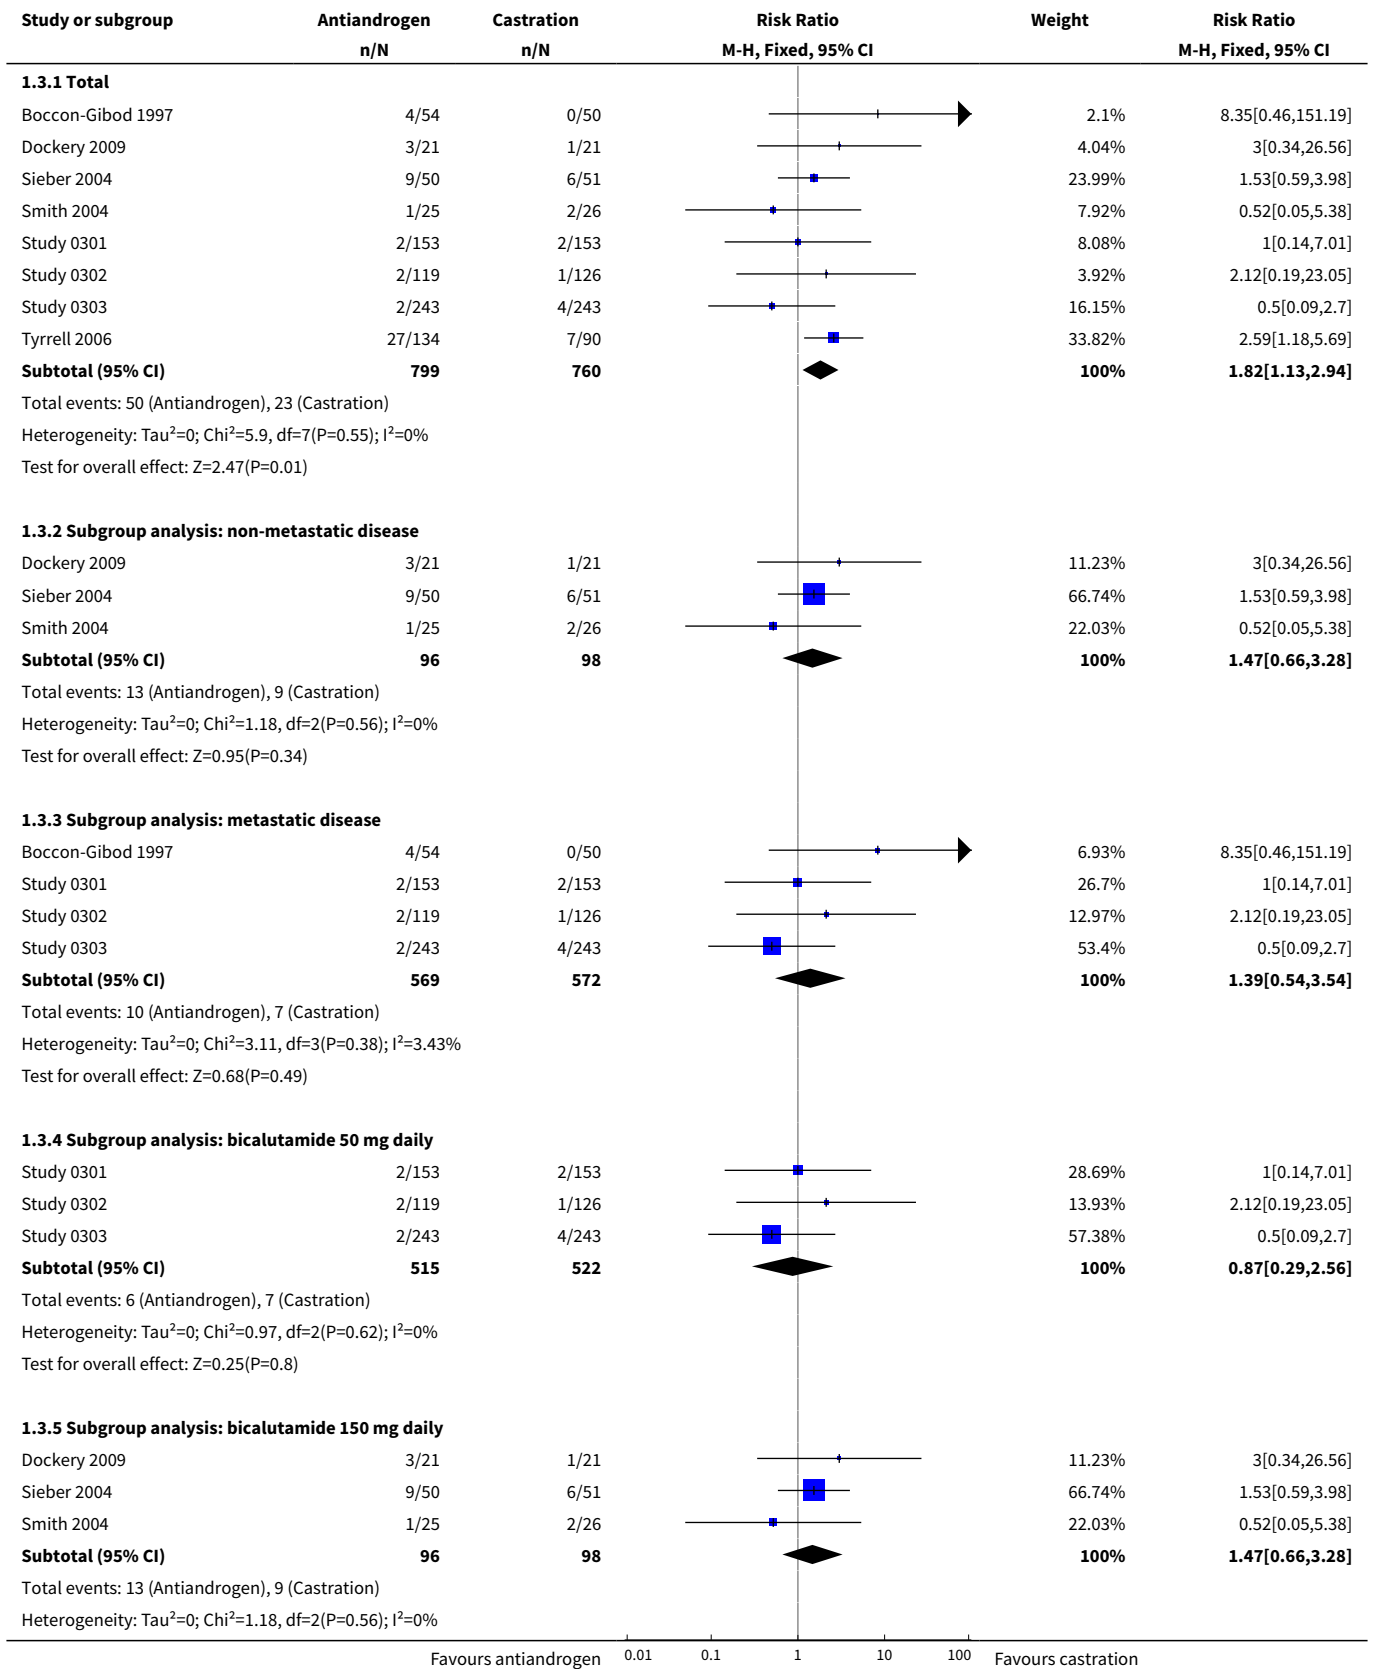 Study or subgroup Antiandrogen Castration Risk Ratio Weight Risk Ratio
n/N n/N M-H, Fixed, 95% CI M-H, Fixed, 95% CI
1.3.1 Total
Boccon-Gibod 1997 4/54 0/50 2.1% 8.35[0.46,151.19]
Dockery 2009 3/21 1/21 4.04% 3[0.34,26.56]
Sieber 2004 9/50 6/51 23.99% 1.53[0.59,3.98]
Smith 2004 1/25 2/26 7.92% 0.52[0.05,5.38]
Study 0301 2/153 2/153 8.08% 1[0.14,7.01]
Study 0302 2/119 1/126 3.92% 2.12[0.19,23.05]
Study 0303 2/243 4/243 16.15% 0.5[0.09,2.7]
Tyrrell 2006 27/134 7/90 33.82% 2.59[1.18,5.69]
Subtotal (95% CI) 799 760 100% 1.82[1.13,2.94]
Total events: 50 (Antiandrogen), 23 (Castration)
Heterogeneity: Tau²=0; Chi²=5.9, df=7(P=0.55); I²=0%
Test for overall effect: Z=2.47(P=0.01)
1.3.2 Subgroup analysis: non-metastatic disease
Dockery 2009 3/21 1/21 11.23% 3[0.34,26.56]
Sieber 2004 9/50 6/51 66.74% 1.53[0.59,3.98]
Smith 2004 1/25 2/26 22.03% 0.52[0.05,5.38]
Subtotal (95% CI) 96 98 100% 1.47[0.66,3.28]
Total events: 13 (Antiandrogen), 9 (Castration)
Heterogeneity: Tau²=0; Chi²=1.18, df=2(P=0.56); I²=0%
Test for overall effect: Z=0.95(P=0.34)
1.3.3 Subgroup analysis: metastatic disease
Boccon-Gibod 1997 4/54 0/50 6.93% 8.35[0.46,151.19]
Study 0301 2/153 2/153 26.7% 1[0.14,7.01]
Study 0302 2/119 1/126 12.97% 2.12[0.19,23.05]
Study 0303 2/243 4/243 53.4% 0.5[0.09,2.7]
Subtotal (95% CI) 569 572 100% 1.39[0.54,3.54]
Total events: 10 (Antiandrogen), 7 (Castration)
Heterogeneity: Tau²=0; Chi²=3.11, df=3(P=0.38); I²=3.43%
Test for overall effect: Z=0.68(P=0.49)
1.3.4 Subgroup analysis: bicalutamide 50 mg daily
Study 0301 2/153 2/153 28.69% 1[0.14,7.01]
Study 0302 2/119 1/126 13.93% 2.12[0.19,23.05]
Study 0303 2/243 4/243 57.38% 0.5[0.09,2.7]
Subtotal (95% CI) 515 522 100% 0.87[0.29,2.56]
Total events: 6 (Antiandrogen), 7 (Castration)
Heterogeneity: Tau²=0; Chi²=0.97, df=2(P=0.62); I²=0%
Test for overall effect: Z=0.25(P=0.8)
1.3.5 Subgroup analysis: bicalutamide 150 mg daily
Dockery 2009 3/21 1/21 11.23% 3[0.34,26.56]
Sieber 2004 9/50 6/51 66.74% 1.53[0.59,3.98]
Smith 2004 1/25 2/26 22.03% 0.52[0.05,5.38]
Subtotal (95% CI) 96 98 100% 1.47[0.66,3.28]
Total events: 13 (Antiandrogen), 9 (Castration)
Heterogeneity: Tau²=0; Chi²=1.18, df=2(P=0.56); I²=0%
Favours antiandrogen 0.01 0.1 1 10 100 Favours castration